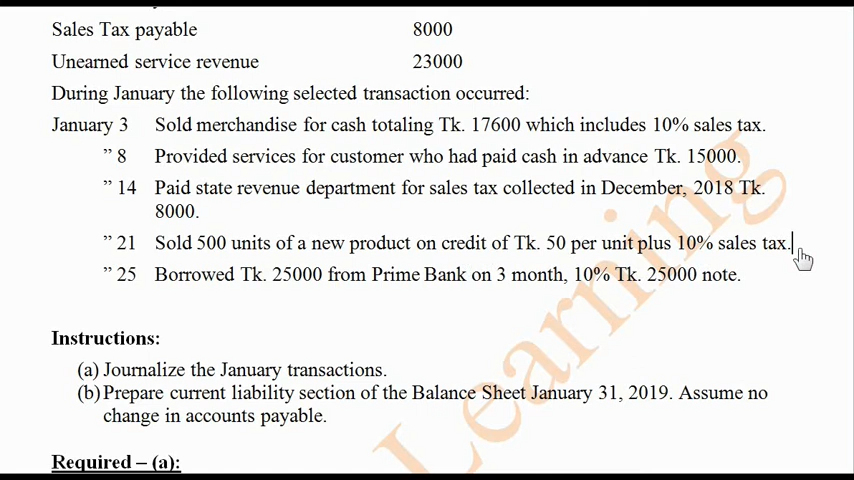 Sales Tax payable 8000
Unearned service revenue 23000
During January the following selected transaction occurred:
January 3 Sold merchandise for cash totaling Tk. 17600 which includes 10% sales tax.
” 8 Provided services for customer who had paid cash in advance Tk. 15000.
” 14 Paid state revenue department for sales tax collected in December, 2018 Tk.
8000.
” 21 Sold 500 units of a new product on credit of Tk. 50 per unit plus 10% sales tax.
” 25 Borrowed Tk. 25000 from Prime Bank on 3 month, 10% Tk. 25000 note.
Instructions:
(a) Journalize the January transactions.
(b) Prepare current liability section of the Balance Sheet January 31, 2019. Assume no
change in accounts payable.
Required – (a):
Learning